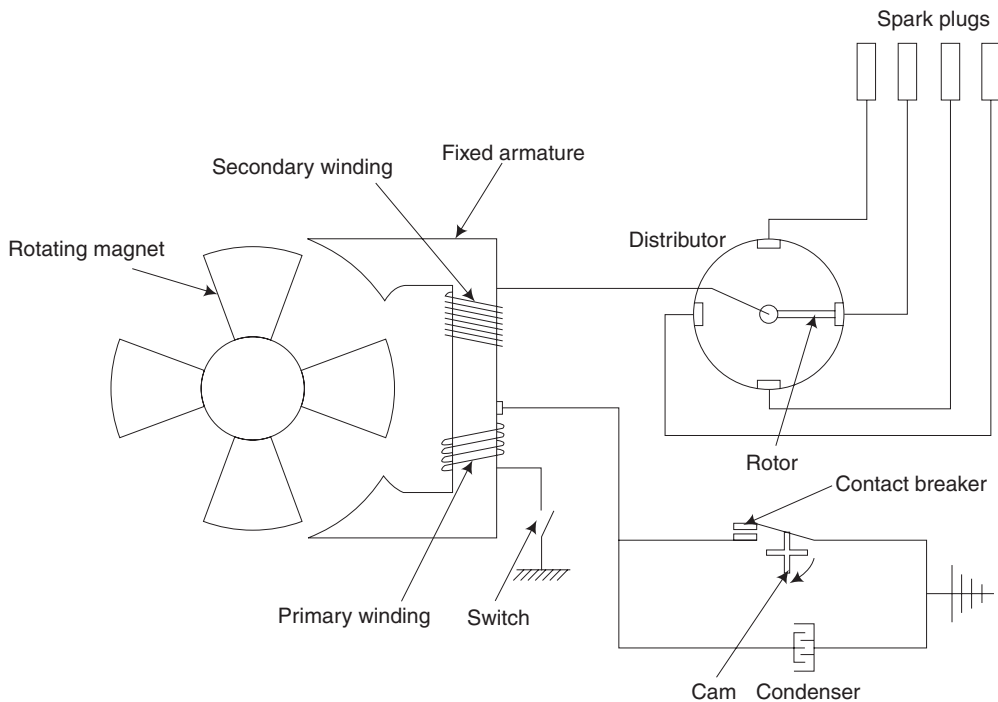 Spark plugs
Fixed armature
Secondary winding
Distributor
Rotating magnet
Rotor
Contact breaker
Primary winding
Switch
Cam
Condenser